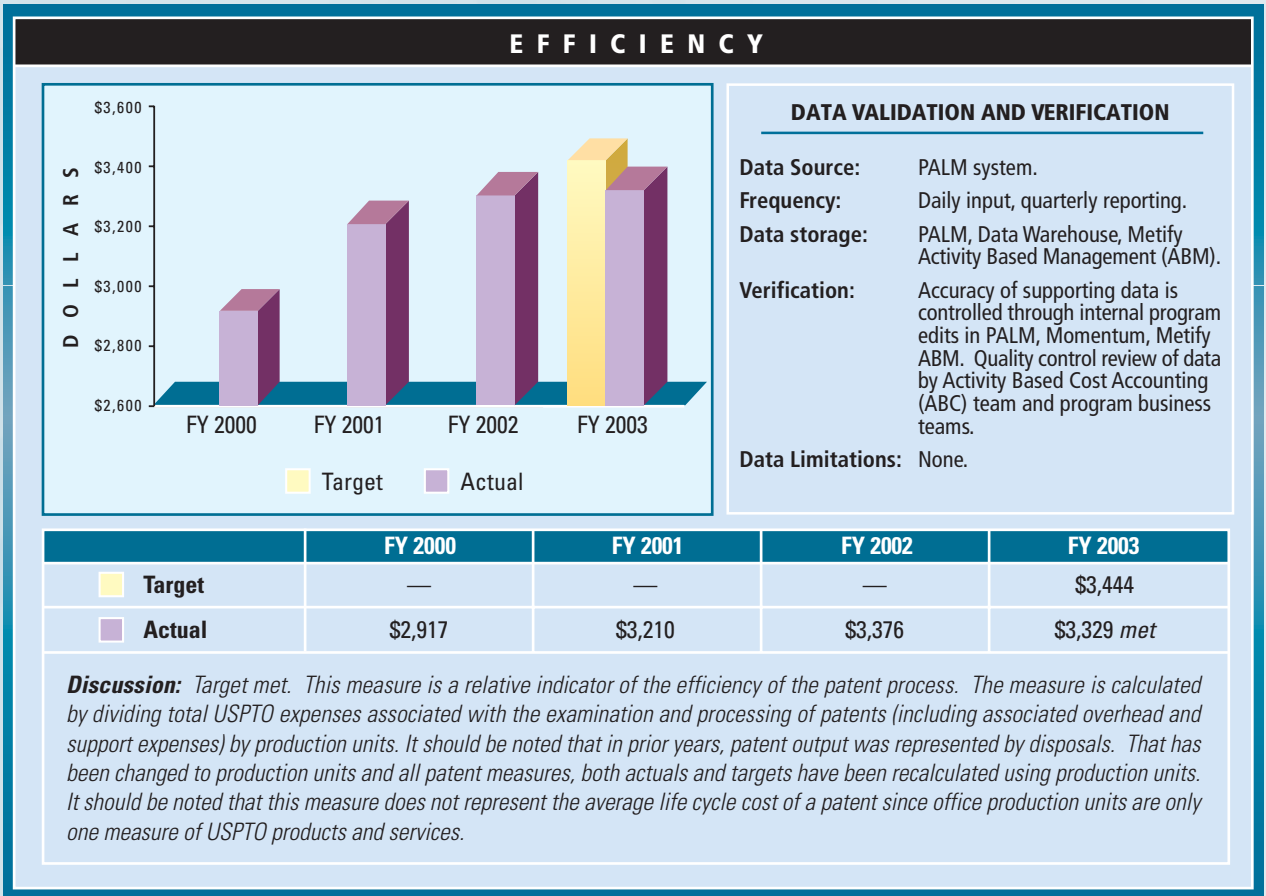 EFFICIENCY
DOLLARS
$3,600
$3,400
$3,200
$3,000
$2,800
$2,600
FY 2000 FY 2001 FY 2002 FY 2003
Target Actual
DATA VALIDATION AND VERIFICATION
Data Source: PALM system.
Frequency: Daily input, quarterly reporting.
Data storage: PALM, Data Warehouse, Metify
Activity Based Management (ABM).
Verification: Accuracy of supporting data is
controlled through internal program
edits in PALM, Momentum, Metify
ABM. Quality control review of data
by Activity Based Cost Accounting
(ABC) team and program business
teams.
Data Limitations: None.
FY 2000 FY 2001 FY 2002 FY 2003
Target — — — $3,444
Actual $2,917 $3,210 $3,376 $3,329 met
Discussion: Target met. This measure is a relative indicator of the efficiency of the patent process. The measure is calculated
by dividing total USPTO expenses associated with the examination and processing of patents (including associated overhead and
support expenses) by production units. It should be noted that in prior years, patent output was represented by disposals. That has
been changed to production units and all patent measures, both actuals and targets have been recalculated using production units.
It should be noted that this measure does not represent the average life cycle cost of a patent since office production units are only
one measure of USPTO products and services.